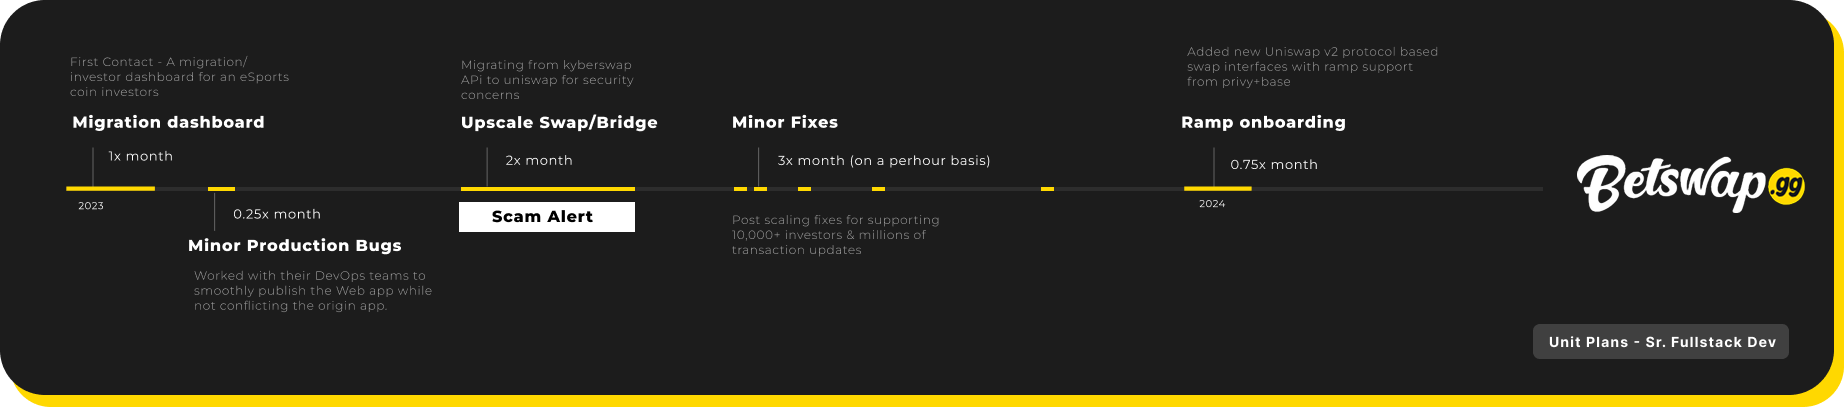 First Contact - A migration/
investor dashboard for an eSports
coin investors
Migration dashboard
1x month
2023
0.25x month
Minor Production Bugs
Worked with their DevOps teams to
smoothly publish the Web app while
not conflicting the origin app.
Migrating from kyberswap
APi to uniswap for security
concerns
Upscale Swap/Bridge
2x month
Scam Alert
Minor Fixes
3x month (on a perhour basis)
Post scaling fixes for supporting
10,000+ investors & millions of
transaction updates
Added new Uniswap v2 protocol based
swap interfaces with ramp support
from privy+base
Ramp onboarding
0.75x month
2024
Betswap.gg
Unit Plans - Sr. Fullstack Dev